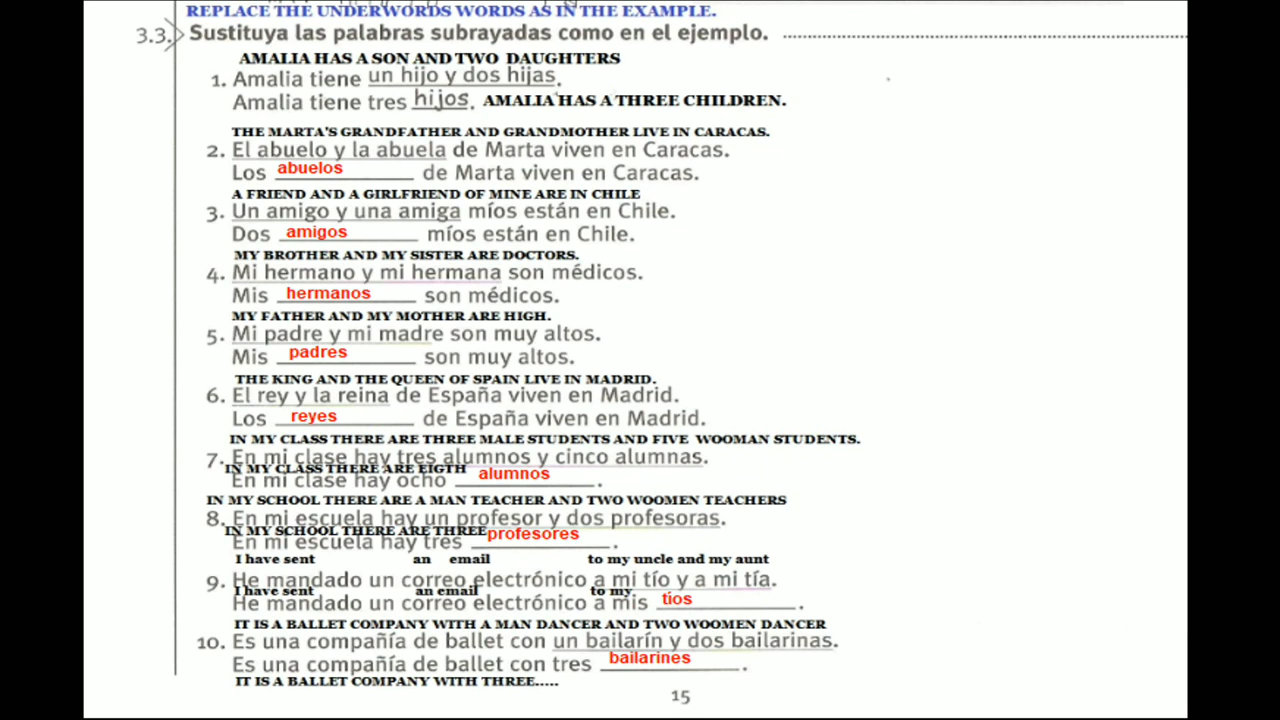 REPLACE THE UNDERWORDS WORDS AS IN THE EXAMPLE.
3.3. Sustituya las palabras subrayadas como en el ejemplo.
AMALIA HAS A SON AND TWO DAUGHTERS
1. Amalia tiene un hijo y dos hijas.
Amalia tiene tres hijos. AMALIA HAS A THREE CHILDREN.
THE MARTA'S GRANDFATHER AND GRANDMOTHER LIVE IN CARACAS.
2. El abuelo y la abuela de Marta viven en Caracas.
Los abuelos de Marta viven en Caracas.
A FRIEND AND A GIRLFRIEND OF MINE ARE IN CHILE
3. Un amigo y una amiga míos están en Chile.
Dos amigos míos están en Chile.
MY BROTHER AND MY SISTER ARE DOCTORS.
4. Mi hermano y mi hermana son médicos.
Mis hermanos son médicos.
MY FATHER AND MY MOTHER ARE HIGH.
5. Mi padre y mi madre son muy altos.
Mis padres son muy altos.
THE KING AND THE QUEEN OF SPAIN LIVE IN MADRID.
6. El rey y la reina de España viven en Madrid.
Los reyes de España viven en Madrid.
IN MY CLASS THERE ARE THREE MALE STUDENTS AND FIVE WOOMAN STUDENTS.
7. En mi clase hay tres alumnos y cinco alumnas.
IN MY CLASS THERE ARE EIGTH
En mi clase hay ocho alumnos.
IN MY SCHOOL THERE ARE A MAN TEACHER AND TWO WOOMEN TEACHERS
8. En mi escuela hay un profesor y dos profesoras.
IN MY SCHOOL THERE ARE THREE
En mi escuela hay tres profesores.
I have sent an email to my uncle and my aunt
9. He mandado un correo electrónico a mi tío y a mi tía.
I have sent an email to my
He mandado un correo electrónico a mis tíos.
IT IS A BALLET COMPANY WITH A MAN DANCER AND TWO WOOMEN DANCER
10. Es una compañía de ballet con un bailarín y dos bailarinas.
Es una compañía de ballet con tres bailarines.
IT IS A BALLET COMPANY WITH THREE.....
15